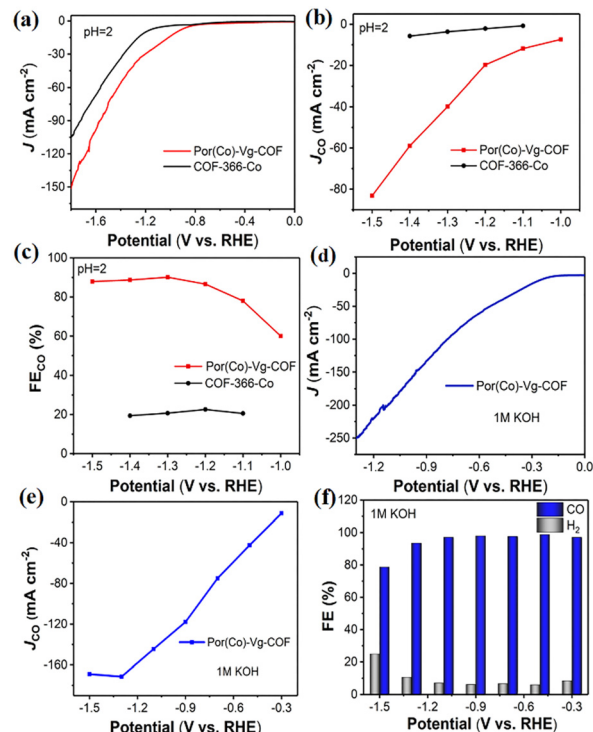 (a)
pH=2
J (mA cm⁻²)
0
-30
-60
-90
-120
-150
Por(Co)-Vg-COF
COF-366-Co
-1.6
-1.2
-0.8
-0.4
0.0
Potential (V vs. RHE)
(b)
pH=2
J_CO (mA cm⁻²)
0
-20
-40
-60
-80
Por(Co)-Vg-COF
COF-366-Co
-1.5
-1.4
-1.3
-1.2
-1.1
-1.0
Potential (V vs. RHE)
(c)
pH=2
FE_CO (%)
100
80
60
40
20
0
Por(Co)-Vg-COF
COF-366-Co
-1.5
-1.4
-1.3
-1.2
-1.1
-1.0
Potential (V vs. RHE)
(d)
J (mA cm⁻²)
0
-50
-100
-150
-200
-250
Por(Co)-Vg-COF
1M KOH
-1.2
-0.9
-0.6
-0.3
0.0
Potential (V vs. RHE)
(e)
J_CO (mA cm⁻²)
0
-40
-80
-120
-160
Por(Co)-Vg-COF
1M KOH
-1.5
-1.2
-0.9
-0.6
-0.3
Potential (V vs. RHE)
(f)
1M KOH
CO
H₂
FE (%)
120
100
80
60
40
20
0
-1.5
-1.2
-0.9
-0.6
-0.3
Potential (V vs. RHE)